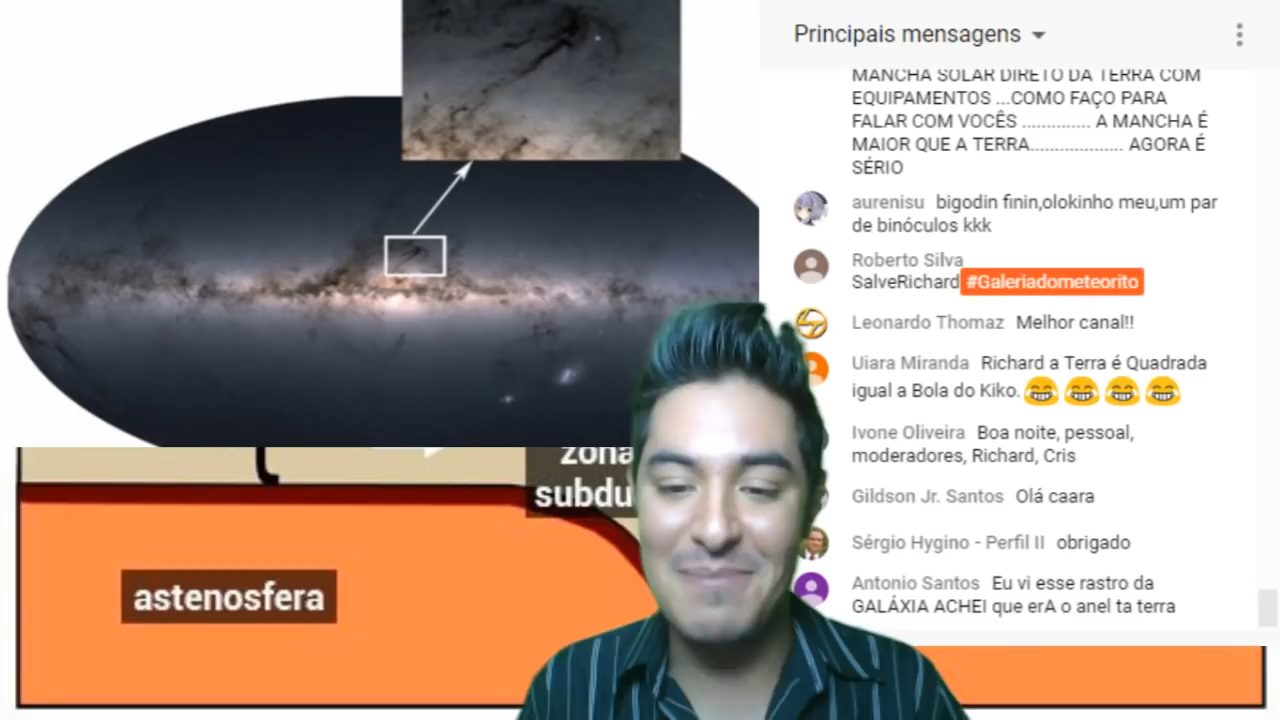 Principais mensagens
MANCHA SOLAR DIRETO DA TERRA COM
EQUIPAMENTOS ...COMO FAÇO PARA
FALAR COM VOCÊS .............. A MANCHA É
MAIOR QUE A TERRA................... AGORA É
SÉRIO
aurenisu bigodin finin,olokinho meu,um par
de binóculos kkk
Roberto Silva
SalveRichard #Galeriadometeorito
Leonardo Thomaz Melhor canal!!
Uiara Miranda Richard a Terra é Quadrada
igual a Bola do Kiko. 😂 😂 😂 😂
Ivone Oliveira Boa noite, pessoal,
moderadores, Richard, Cris
Gildson Jr. Santos Olá caara
Sérgio Hygino - Perfil II obrigado
Antonio Santos Eu vi esse rastro da
GALÁXIA ACHEI que erA o anel ta terra
zona
subdu
astenosfera